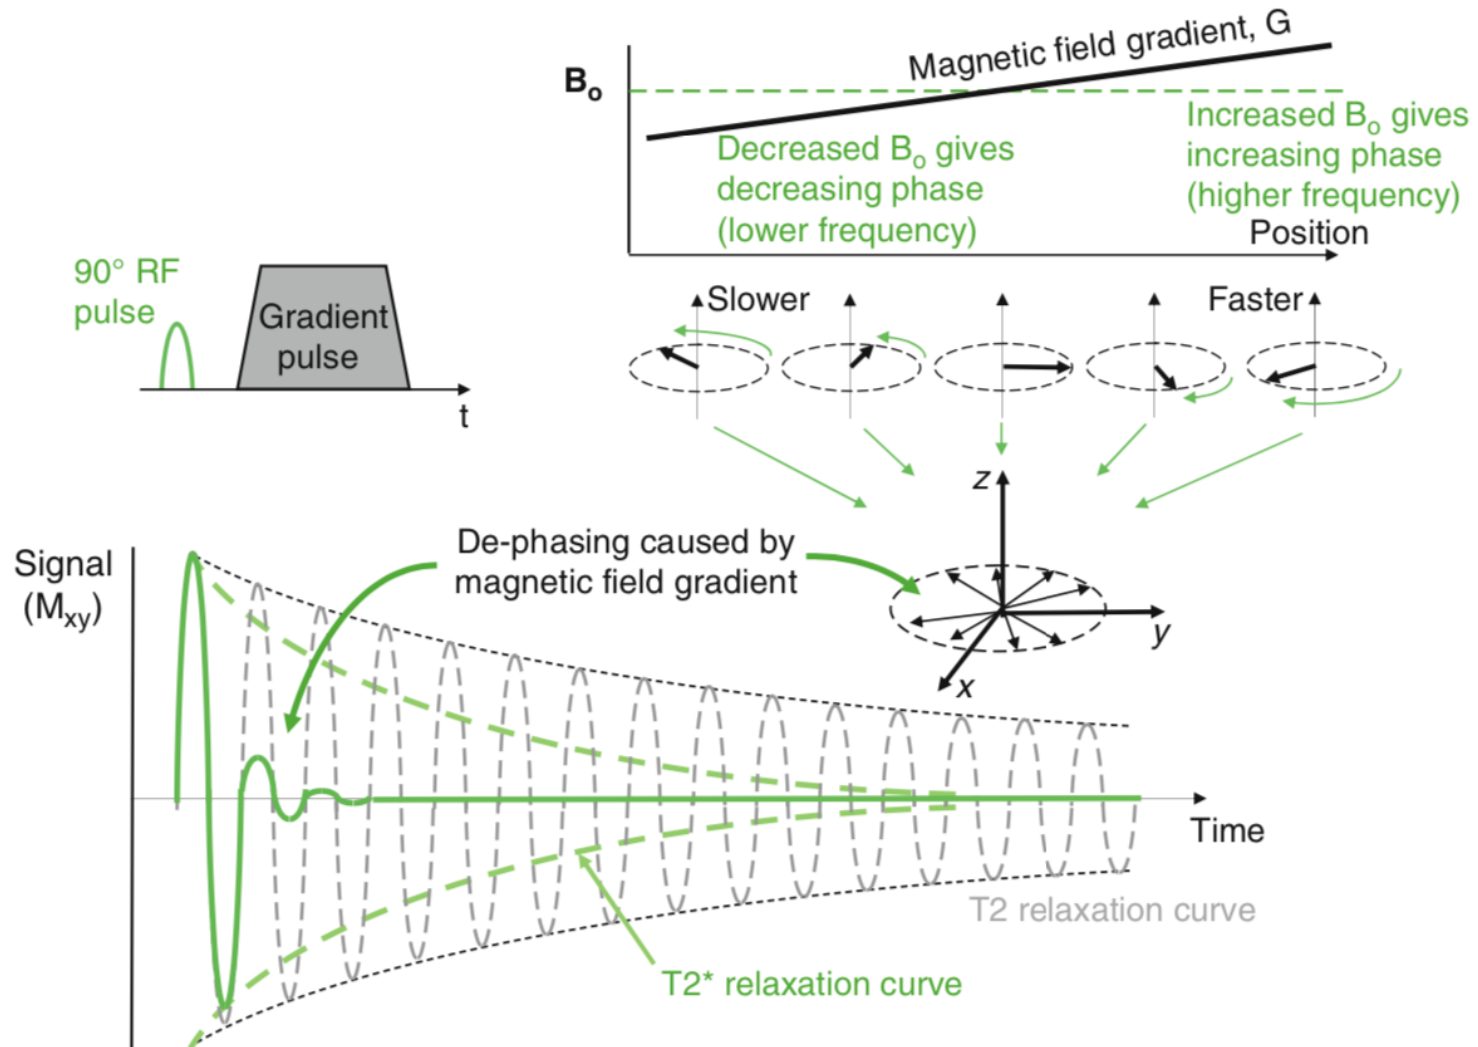 Magnetic field gradient, G
Bo
Increased Bo gives
increasing phase
(higher frequency)
Decreased Bo gives
decreasing phase
(lower frequency)
Position
90° RF
pulse
Gradient
pulse
t
Slower
Faster
z
y
x
De-phasing caused by
magnetic field gradient
Signal
(Mxy)
Time
T2 relaxation curve
T2* relaxation curve